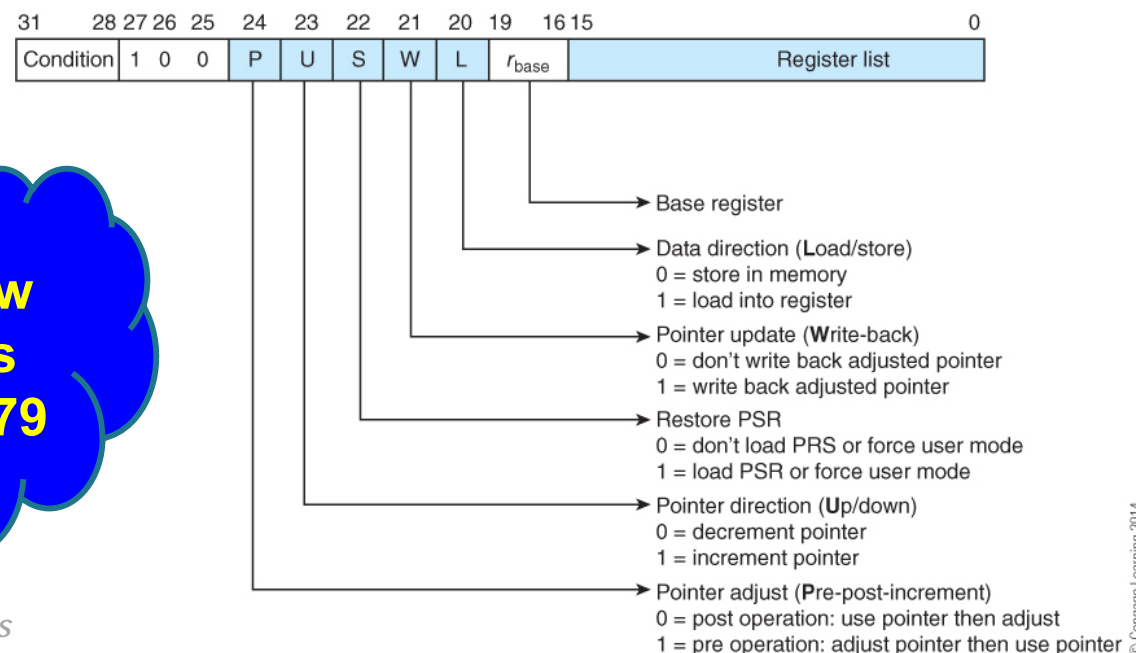 31 28 27 26 25 24 23 22 21 20 19 16 15 0
Condition 1 0 0 P U S W L rbase Register list
Base register
Data direction (Load/store)
0 = store in memory
1 = load into register
Pointer update (Write-back)
0 = don't write back adjusted pointer
1 = write back adjusted pointer
Restore PSR
0 = don't load PRS or force user mode
1 = load PSR or force user mode
Pointer direction (Up/down)
0 = decrement pointer
1 = increment pointer
Pointer adjust (Pre-post-increment)
0 = post operation: use pointer then adjust
1 = pre operation: adjust pointer then use pointer
w
s
79
s
© Cengage Learning 2014